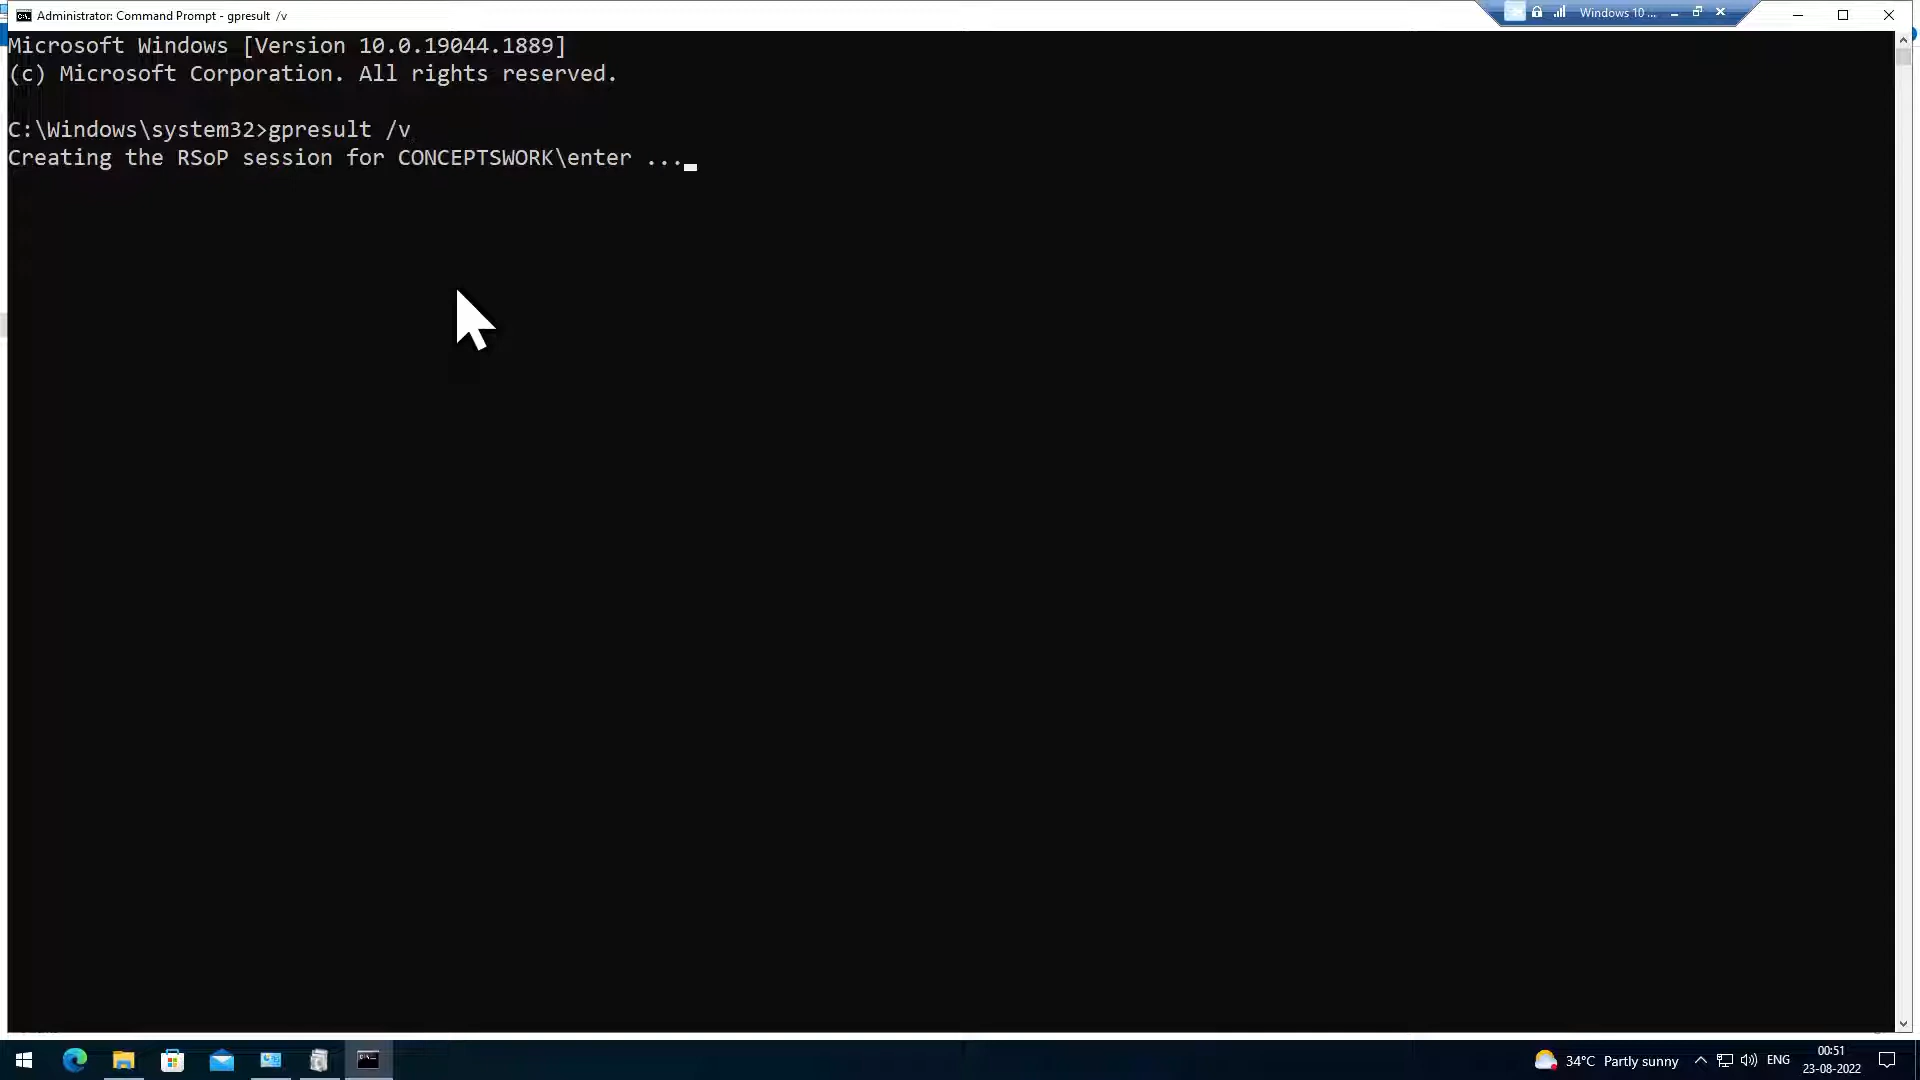 Administrator: Command Prompt - gpresult /v
Windows 10 ...
Microsoft Windows [Version 10.0.19044.1889]
(c) Microsoft Corporation. All rights reserved.
C:\Windows\system32>gpresult /v
Creating the RSoP session for CONCEPTSWORK\enter ...
34°C Partly sunny
ENG
00:51
23-08-2022